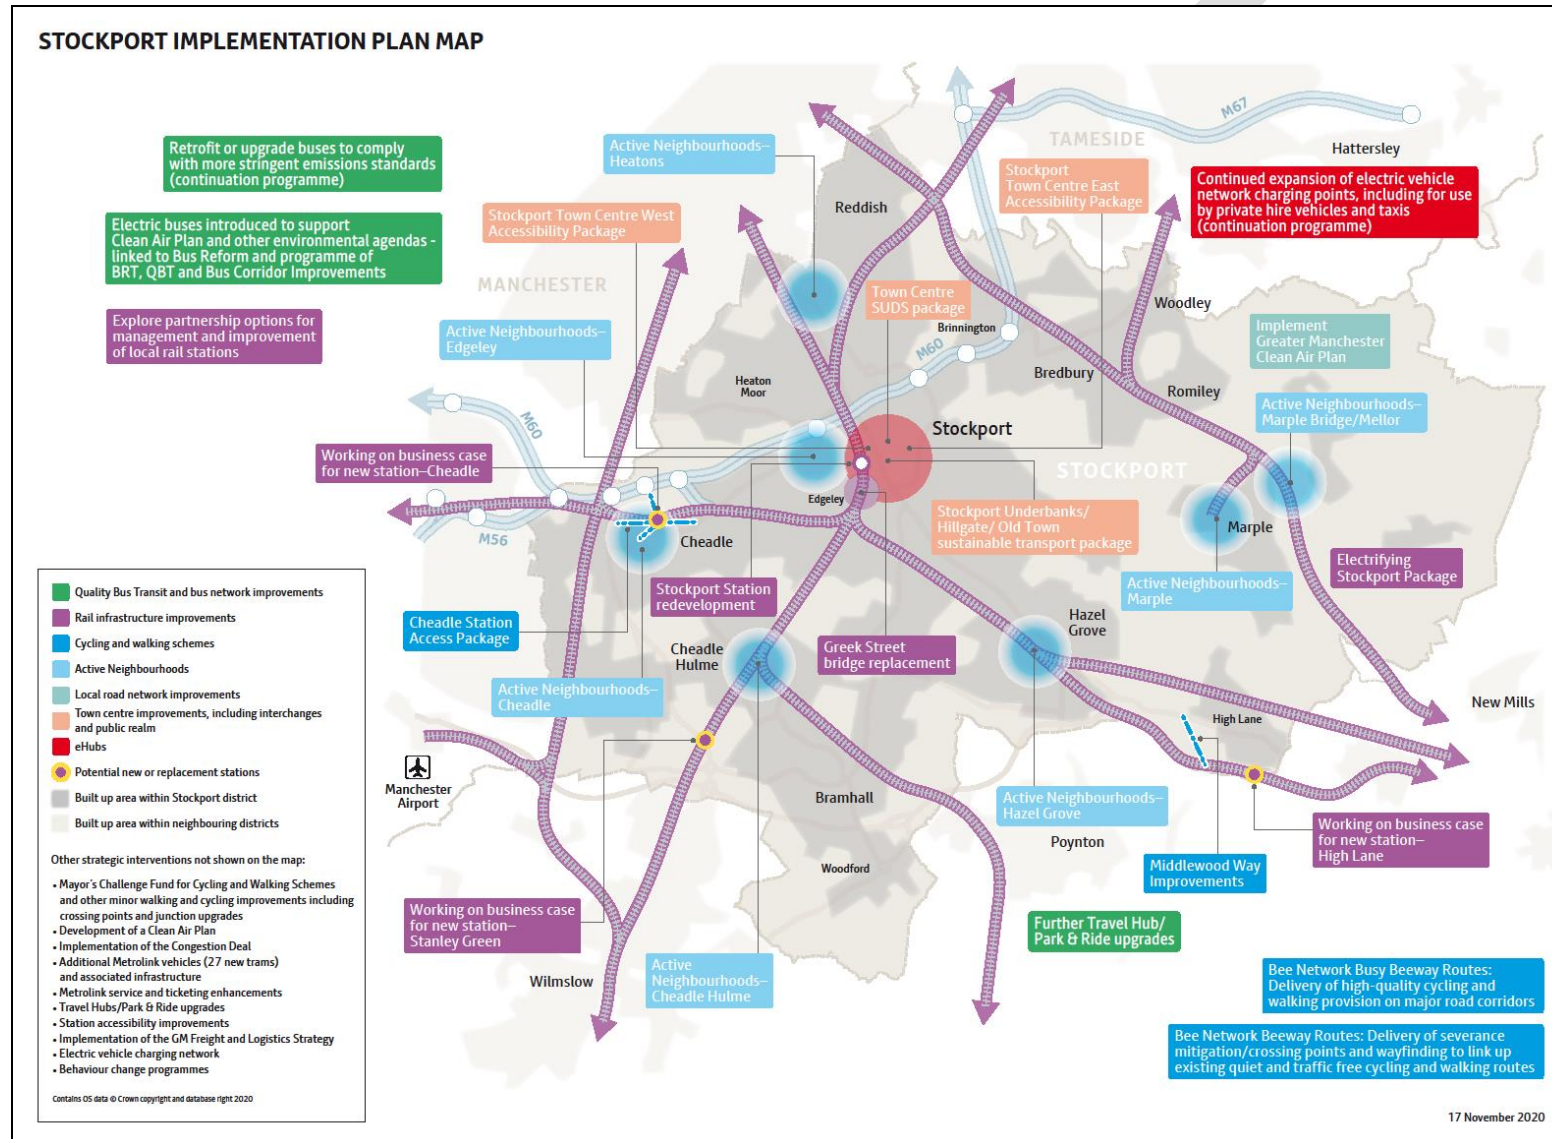 STOCKPORT IMPLEMENTATION PLAN MAP
Retrofit or upgrade buses to comply
with more stringent emissions standards
(continuation programme)
Electric buses introduced to support
Clean Air Plan and other environmental agendas -
linked to Bus Reform and programme of
BRT, QBT and Bus Corridor Improvements
Explore partnership options for
management and improvement
of local rail stations
Active Neighbourhoods–
Heatons
Stockport Town Centre West
Accessibility Package
MANCHESTER
Active Neighbourhoods–
Edgeley
Reddish
Stockport
Town Centre East
Accessibility Package
TAMESIDE
M67
Hattersley
Continued expansion of electric vehicle
network charging points, including for use
by private hire vehicles and taxis
(continuation programme)
Town Centre
SUDS package
Brinnington
M60
Woodley
Implement
Greater Manchester
Clean Air Plan
Heaton
Moor
Bredbury
Romiley
Active Neighbourhoods–
Marple Bridge/Mellor
M60
Working on business case
for new station–Cheadle
Stockport
STOCKPORT
Edgeley
M56
Cheadle
Stockport Underbanks/
Hillgate/ Old Town
sustainable transport package
Marple
Electrifying
Stockport Package
Active Neighbourhoods–
Marple
Stockport Station
redevelopment
Cheadle Station
Access Package
Cheadle
Hulme
Greek Street
bridge replacement
Hazel
Grove
Active Neighbourhoods–
Cheadle
High Lane
New Mills
Manchester
Airport
Bramhall
Active Neighbourhoods–
Hazel Grove
Poynton
Working on business case
for new station–
High Lane
Middlewood Way
Improvements
Woodford
Working on business case
for new station–
Stanley Green
Further Travel Hub/
Park & Ride upgrades
Wilmslow
Active
Neighbourhoods–
Cheadle Hulme
Bee Network Busy Beeway Routes:
Delivery of high-quality cycling and
walking provision on major road corridors
Bee Network Beeway Routes: Delivery of severance
mitigation/crossing points and wayfinding to link up
existing quiet and traffic free cycling and walking routes
Quality Bus Transit and bus network improvements
Rail infrastructure improvements
Cycling and walking schemes
Active Neighbourhoods
Local road network improvements
Town centre improvements, including interchanges
and public realm
eHubs
Potential new or replacement stations
Built up area within Stockport district
Built up area within neighbouring districts
Other strategic interventions not shown on the map:
• Mayor's Challenge Fund for Cycling and Walking Schemes
and other minor walking and cycling improvements including
crossing points and junction upgrades
• Development of a Clean Air Plan
• Implementation of the Congestion Deal
• Additional Metrolink vehicles (27 new trams)
and associated infrastructure
• Metrolink service and ticketing enhancements
• Travel Hubs/Park & Ride upgrades
• Station accessibility improvements
• Implementation of the GM Freight and Logistics Strategy
• Electric vehicle charging network
• Behaviour change programmes
Contains OS data © Crown copyright and database right 2020
17 November 2020